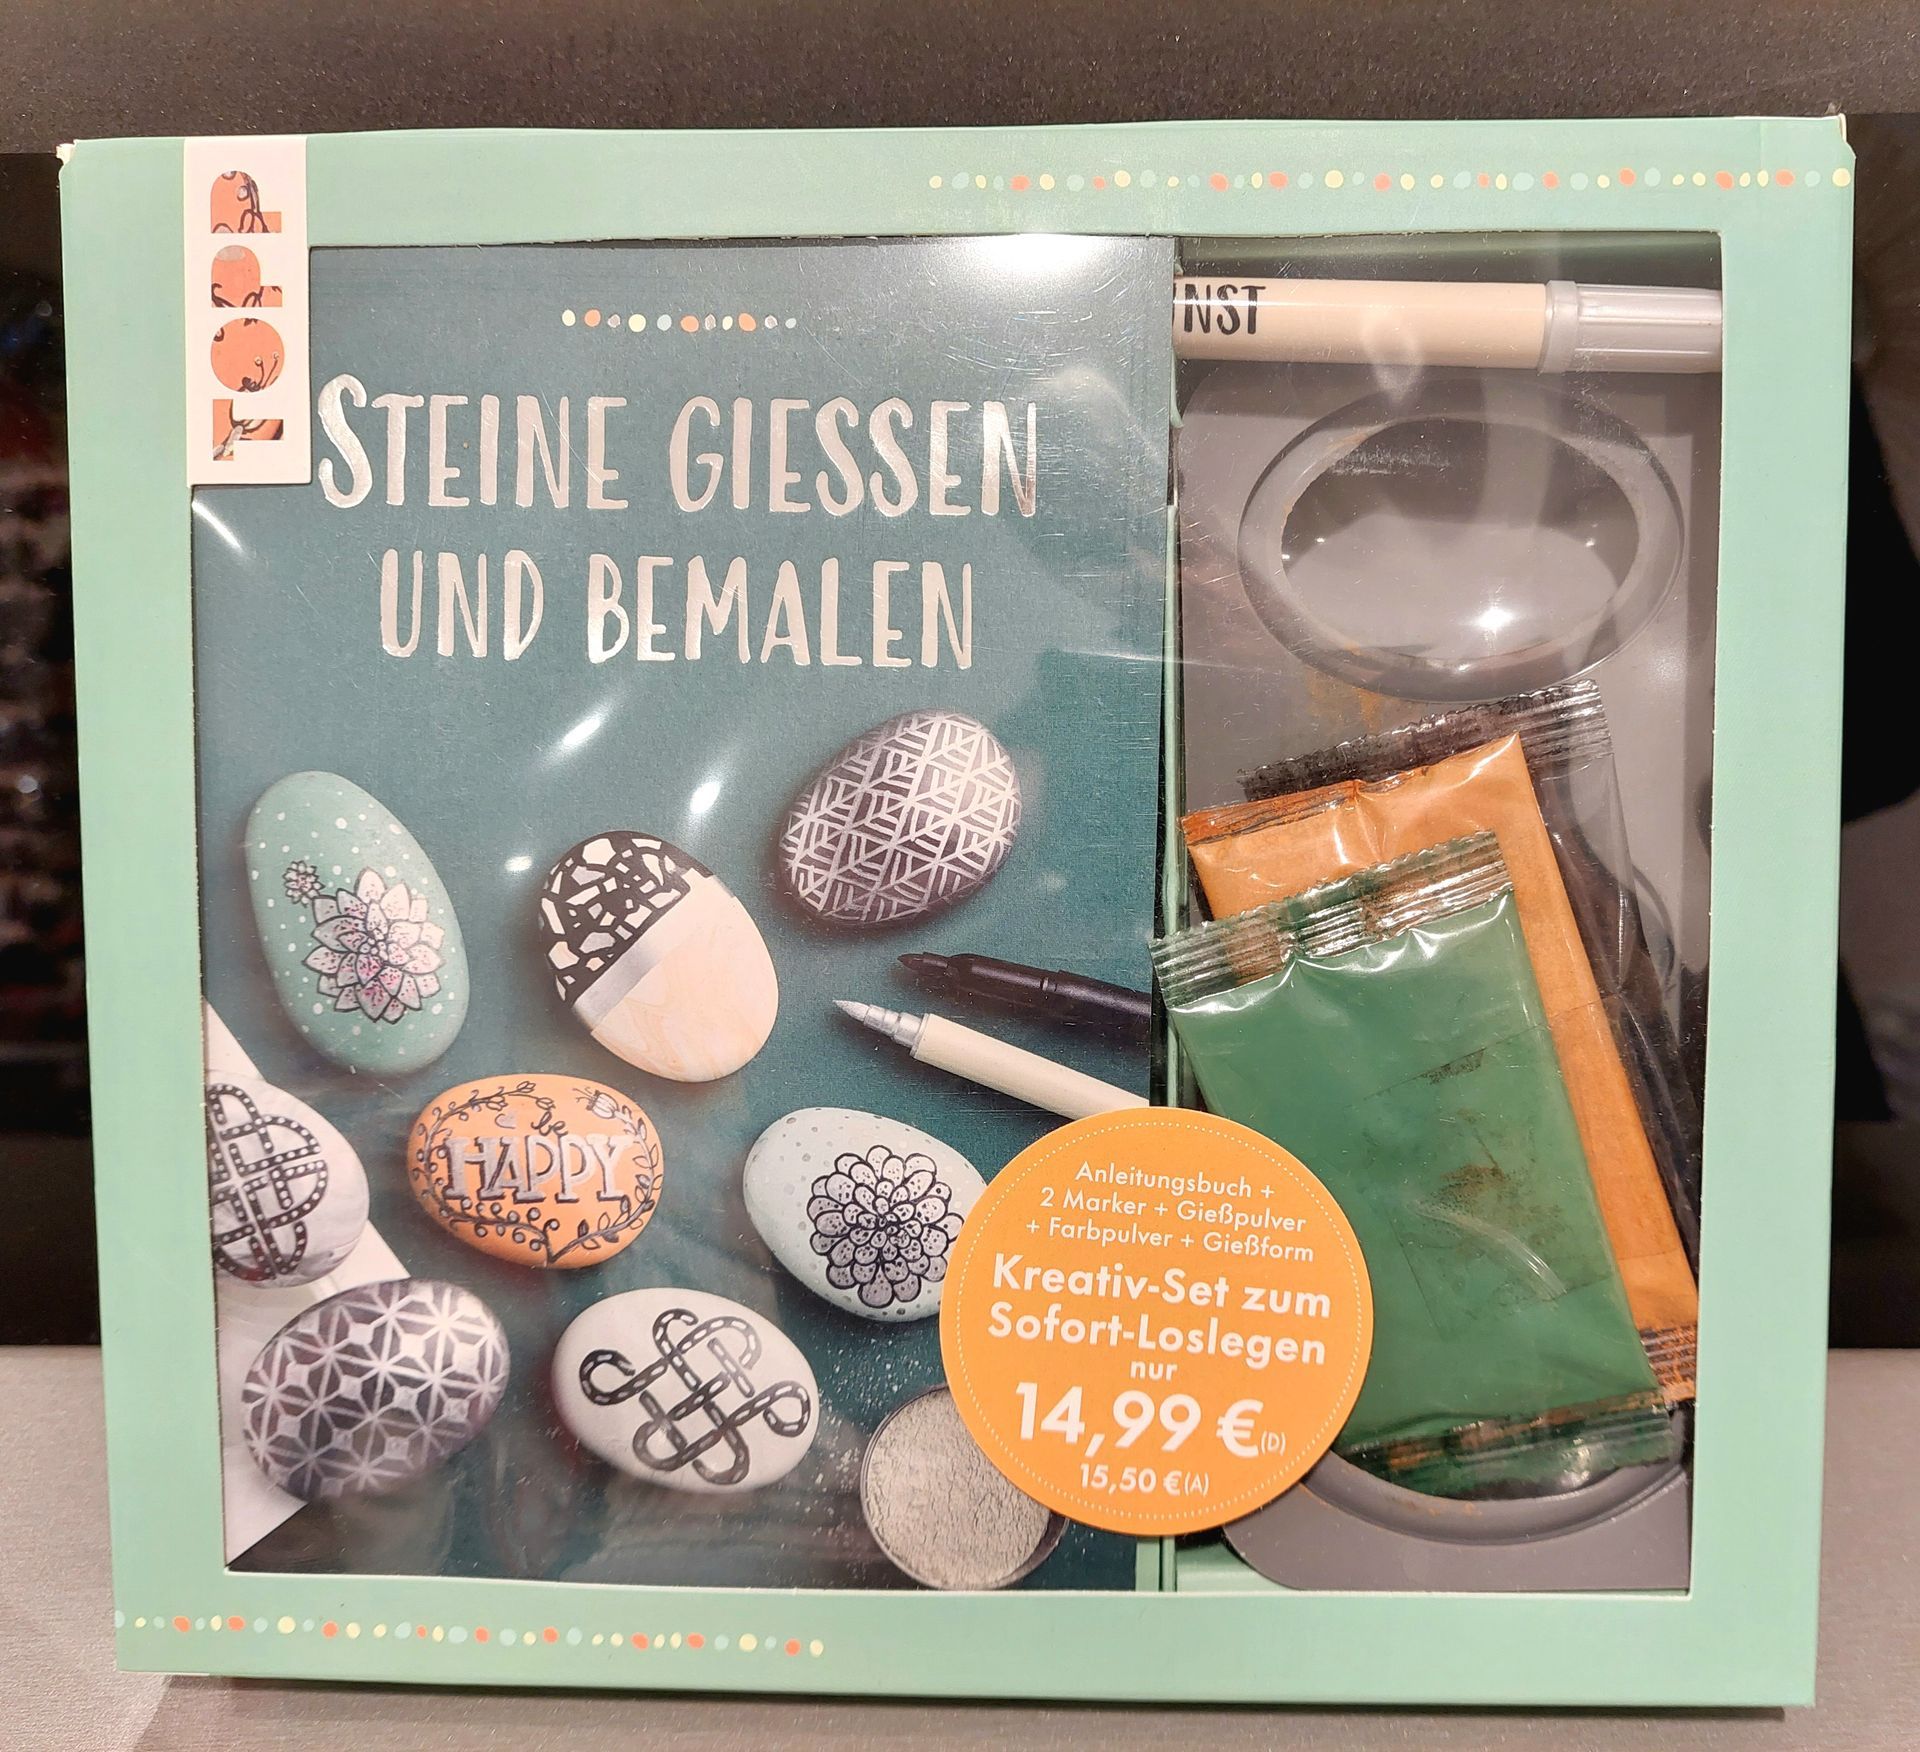 TOPP
STEINE GIESSEN
UND BEMALEN
NST
be
HAPPY
Anleitungsbuch +
2 Marker + Gießpulver
+ Farbpulver + Gießform
Kreativ-Set zum
Sofort-Loslegen
nur
14,99 € (D)
15,50 € (A)